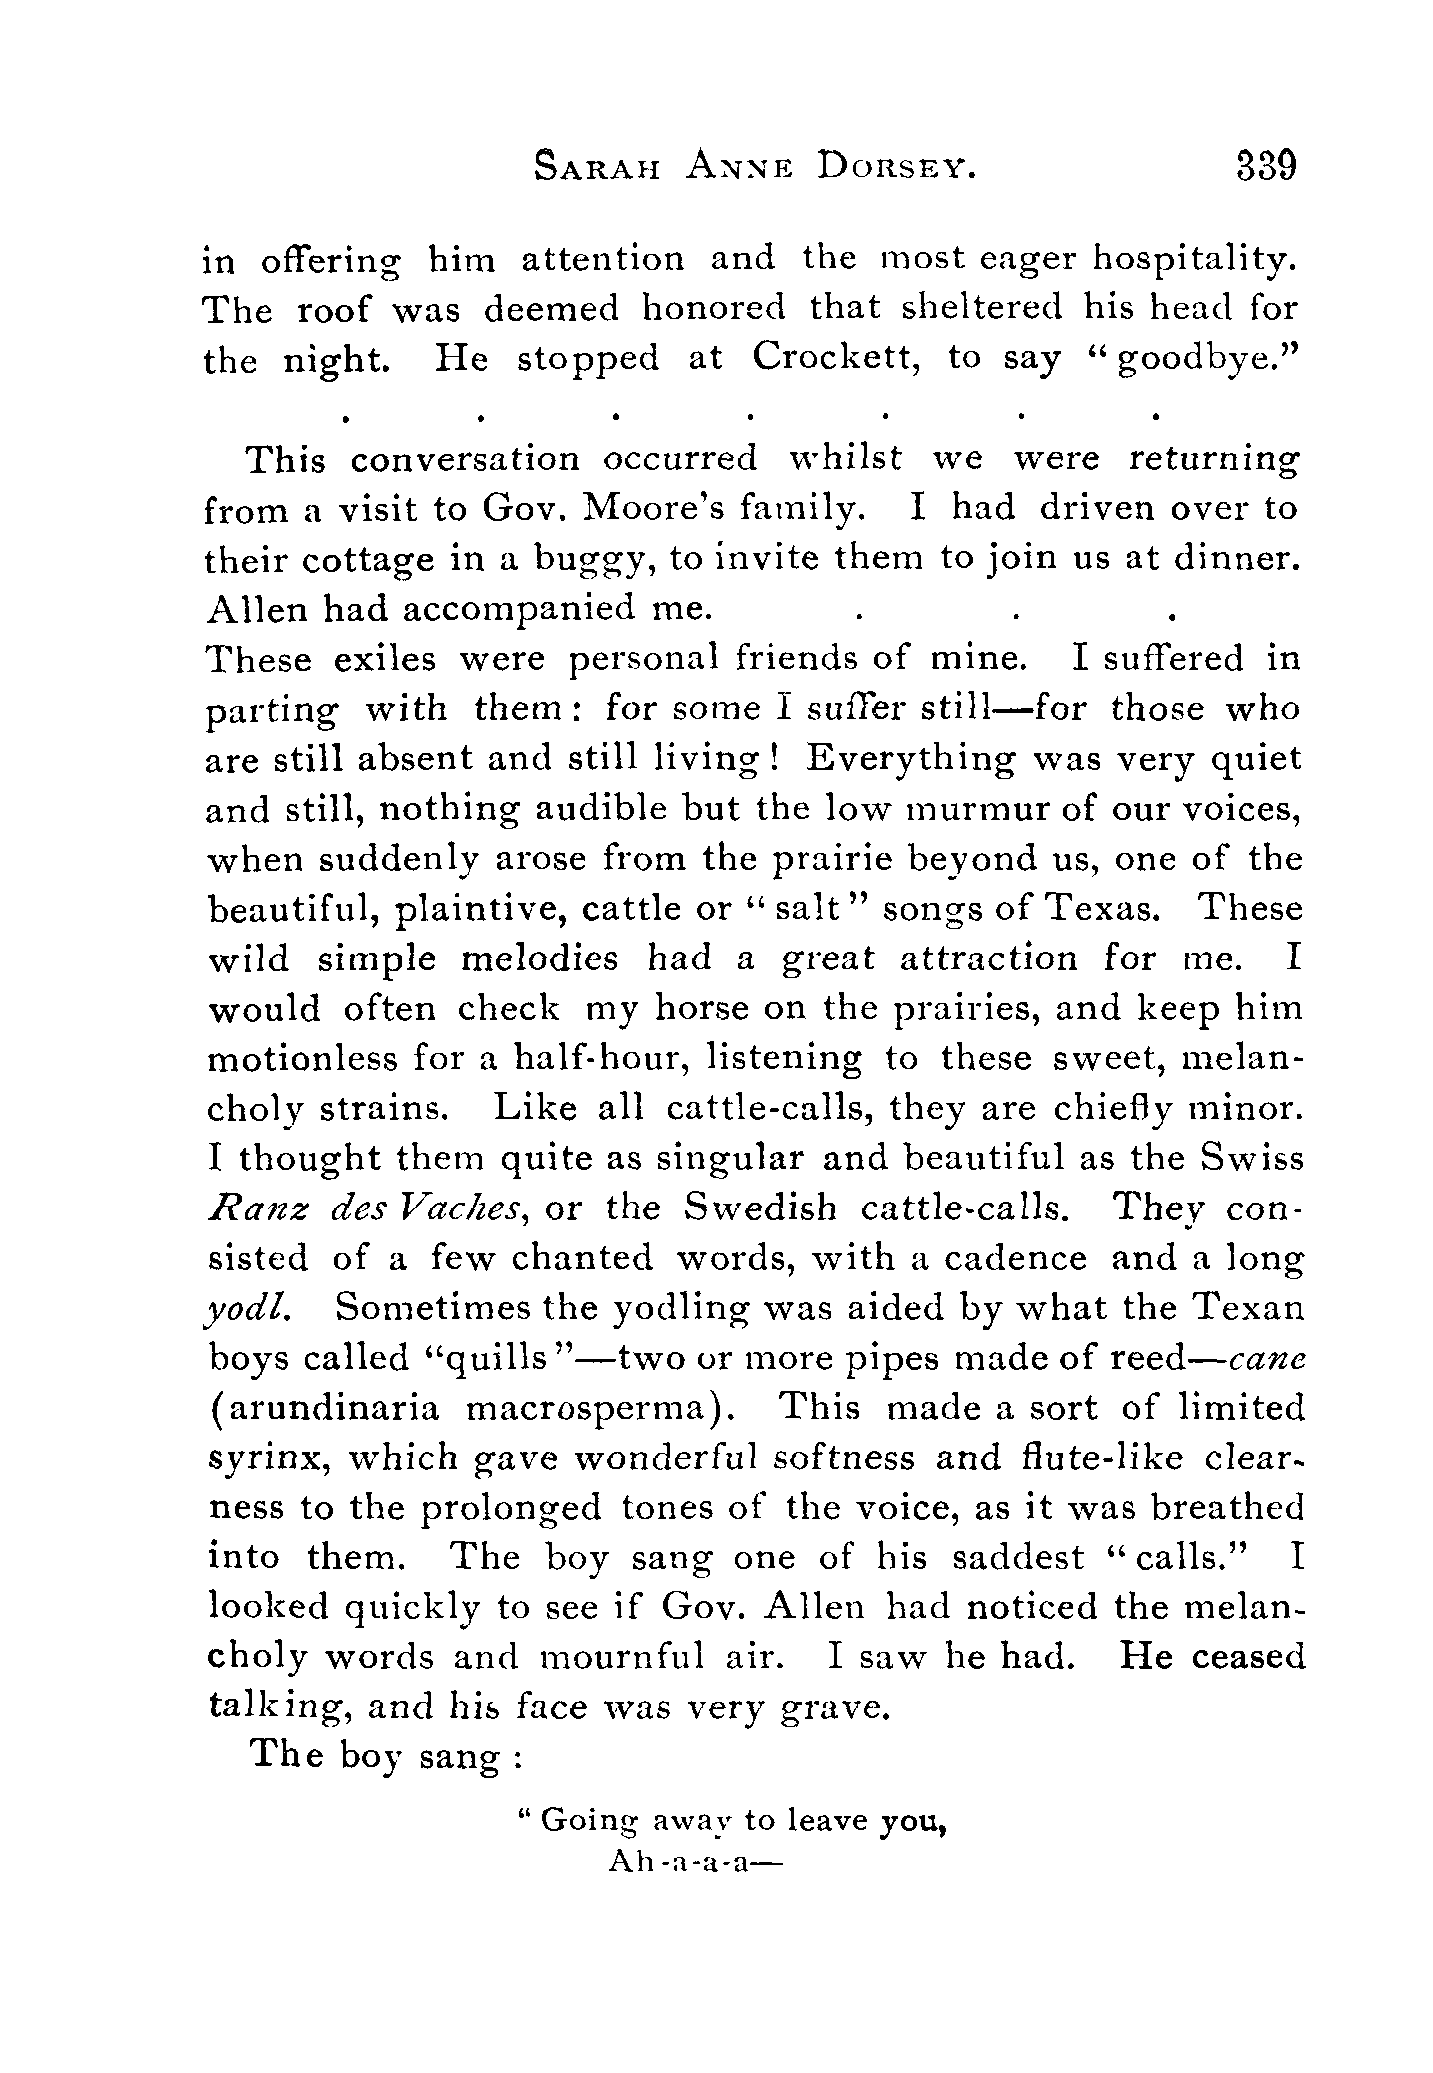 SARAH ANNE DORSEY. 339
in offering him attention and the most eager hospitality.
The roof was deemed honored that sheltered his head for
the night. He stopped at Crockett, to say “ goodbye.”
. . . . . . .
This conversation occurred whilst we were returning
from a visit to Gov. Moore’s family. I had driven over to
their cottage in a buggy, to invite them to join us at dinner.
Allen had accompanied me. . . .
These exiles were personal friends of mine. I suffered in
parting with them : for some I suffer still—for those who
are still absent and still living ! Everything was very quiet
and still, nothing audible but the low murmur of our voices,
when suddenly arose from the prairie beyond us, one of the
beautiful, plaintive, cattle or “ salt ” songs of Texas. These
wild simple melodies had a great attraction for me. I
would often check my horse on the prairies, and keep him
motionless for a half-hour, listening to these sweet, melan-
choly strains. Like all cattle-calls, they are chiefly minor.
I thought them quite as singular and beautiful as the Swiss
Ranz des Vaches, or the Swedish cattle-calls. They con-
sisted of a few chanted words, with a cadence and a long
yodl. Sometimes the yodling was aided by what the Texan
boys called “quills ”—two or more pipes made of reed—cane
(arundinaria macrosperma). This made a sort of limited
syrinx, which gave wonderful softness and flute-like clear-
ness to the prolonged tones of the voice, as it was breathed
into them. The boy sang one of his saddest “ calls.” I
looked quickly to see if Gov. Allen had noticed the melan-
choly words and mournful air. I saw he had. He ceased
talking, and his face was very grave.
The boy sang :
“ Going away to leave you,
Ah-a-a-a—